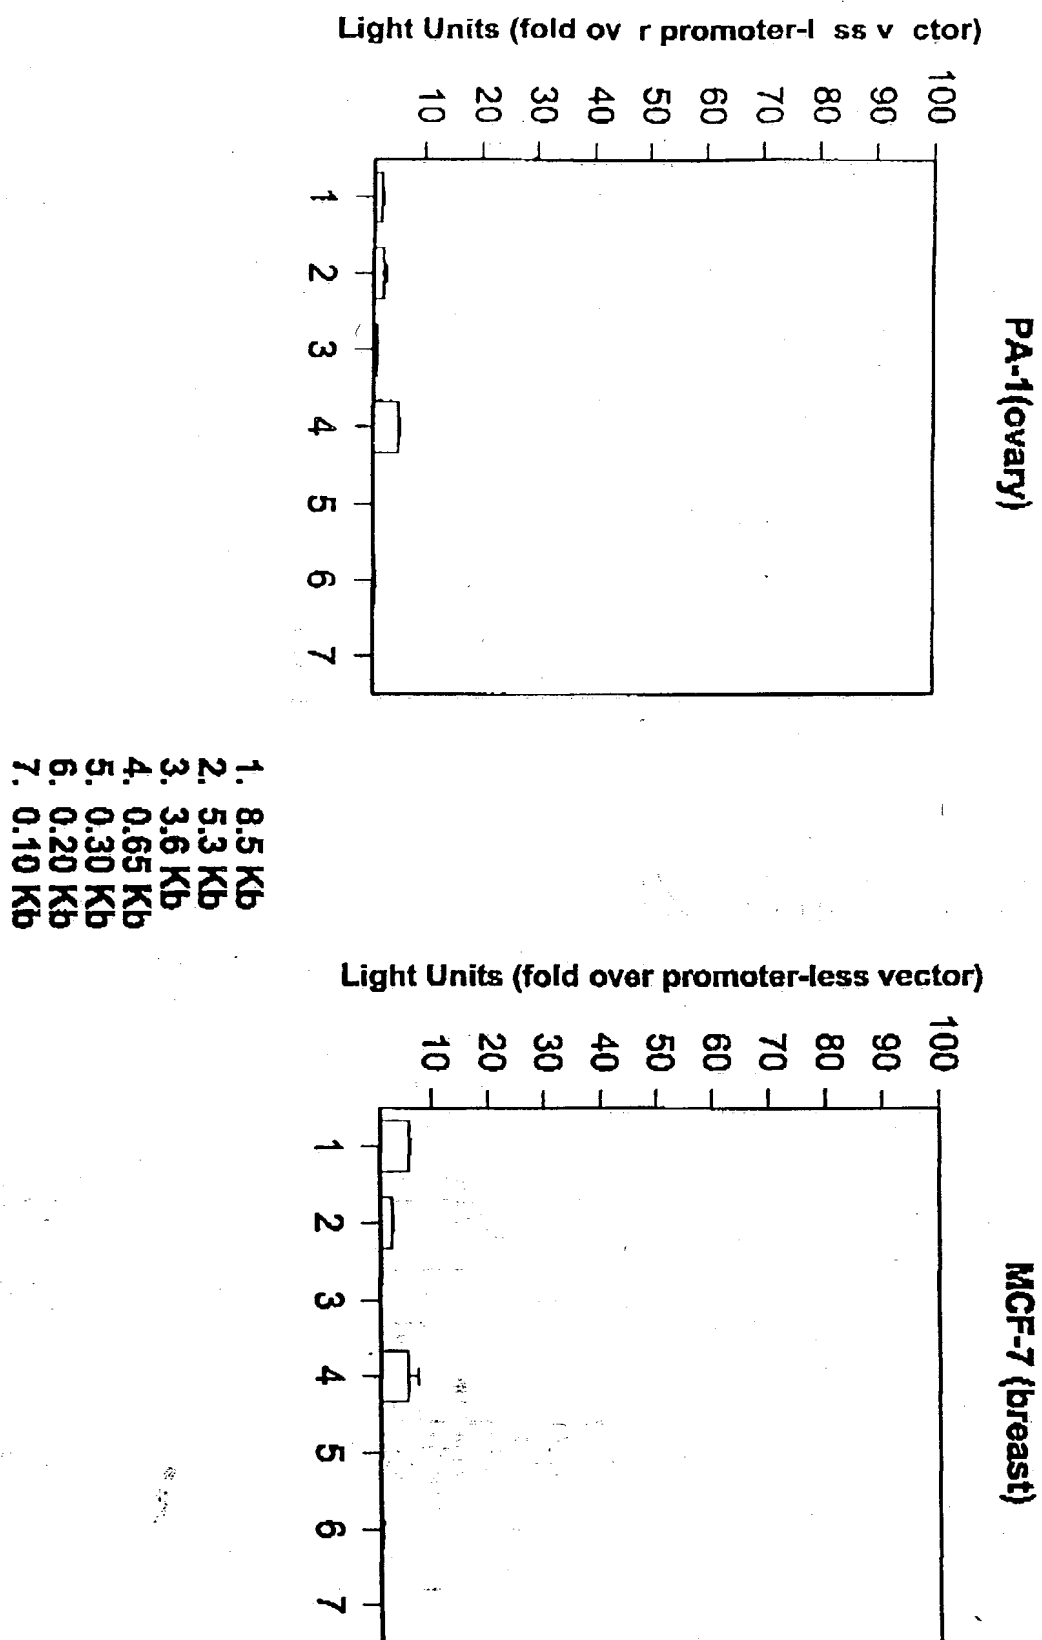 PA-1(ovary)
Light Units (fold ov r promoter-l ss v ctor)
100
90
80
70
60
50
40
30
20
10
1 2 3 4 5 6 7
MCF-7 (breast)
Light Units (fold over promoter-less vector)
100
90
80
70
60
50
40
30
20
10
1 2 3 4 5 6 7
1. 8.5 Kb
2. 5.3 Kb
3. 3.6 Kb
4. 0.65 Kb
5. 0.30 Kb
6. 0.20 Kb
7. 0.10 Kb